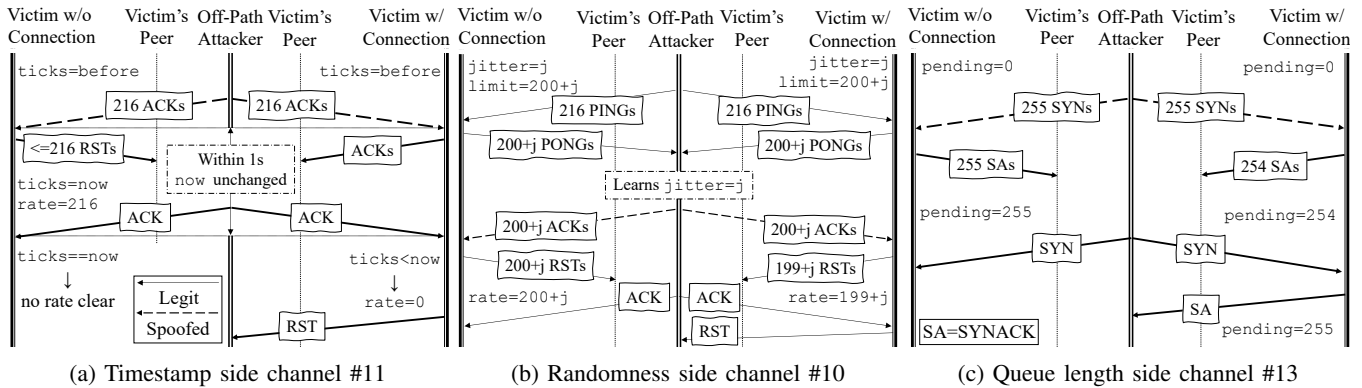 Victim w/o Connection
Victim's Peer
Off-Path Attacker
Victim's Peer
Victim w/ Connection
ticks=before
ticks=before
216 ACKs
216 ACKs
<=216 RSTs
ACKs
Within 1s
now unchanged
ticks=now
rate=216
ACK
ACK
ticks==now
↓
no rate clear
ticks<now
↓
rate=0
Legit
Spoofed
RST
(a) Timestamp side channel #11
Victim w/o Connection
Victim's Peer
Off-Path Attacker
Victim's Peer
Victim w/ Connection
jitter=j
limit=200+j
jitter=j
limit=200+j
216 PINGs
216 PINGs
200+j PONGs
200+j PONGs
Learns jitter=j
200+j ACKs
200+j ACKs
200+j RSTs
199+j RSTs
rate=200+j
ACK
ACK
rate=199+j
RST
(b) Randomness side channel #10
Victim w/o Connection
Victim's Peer
Off-Path Attacker
Victim's Peer
Victim w/ Connection
pending=0
pending=0
255 SYNs
255 SYNs
255 SAs
254 SAs
pending=255
pending=254
SYN
SYN
SA
SA=SYNACK
pending=255
(c) Queue length side channel #13